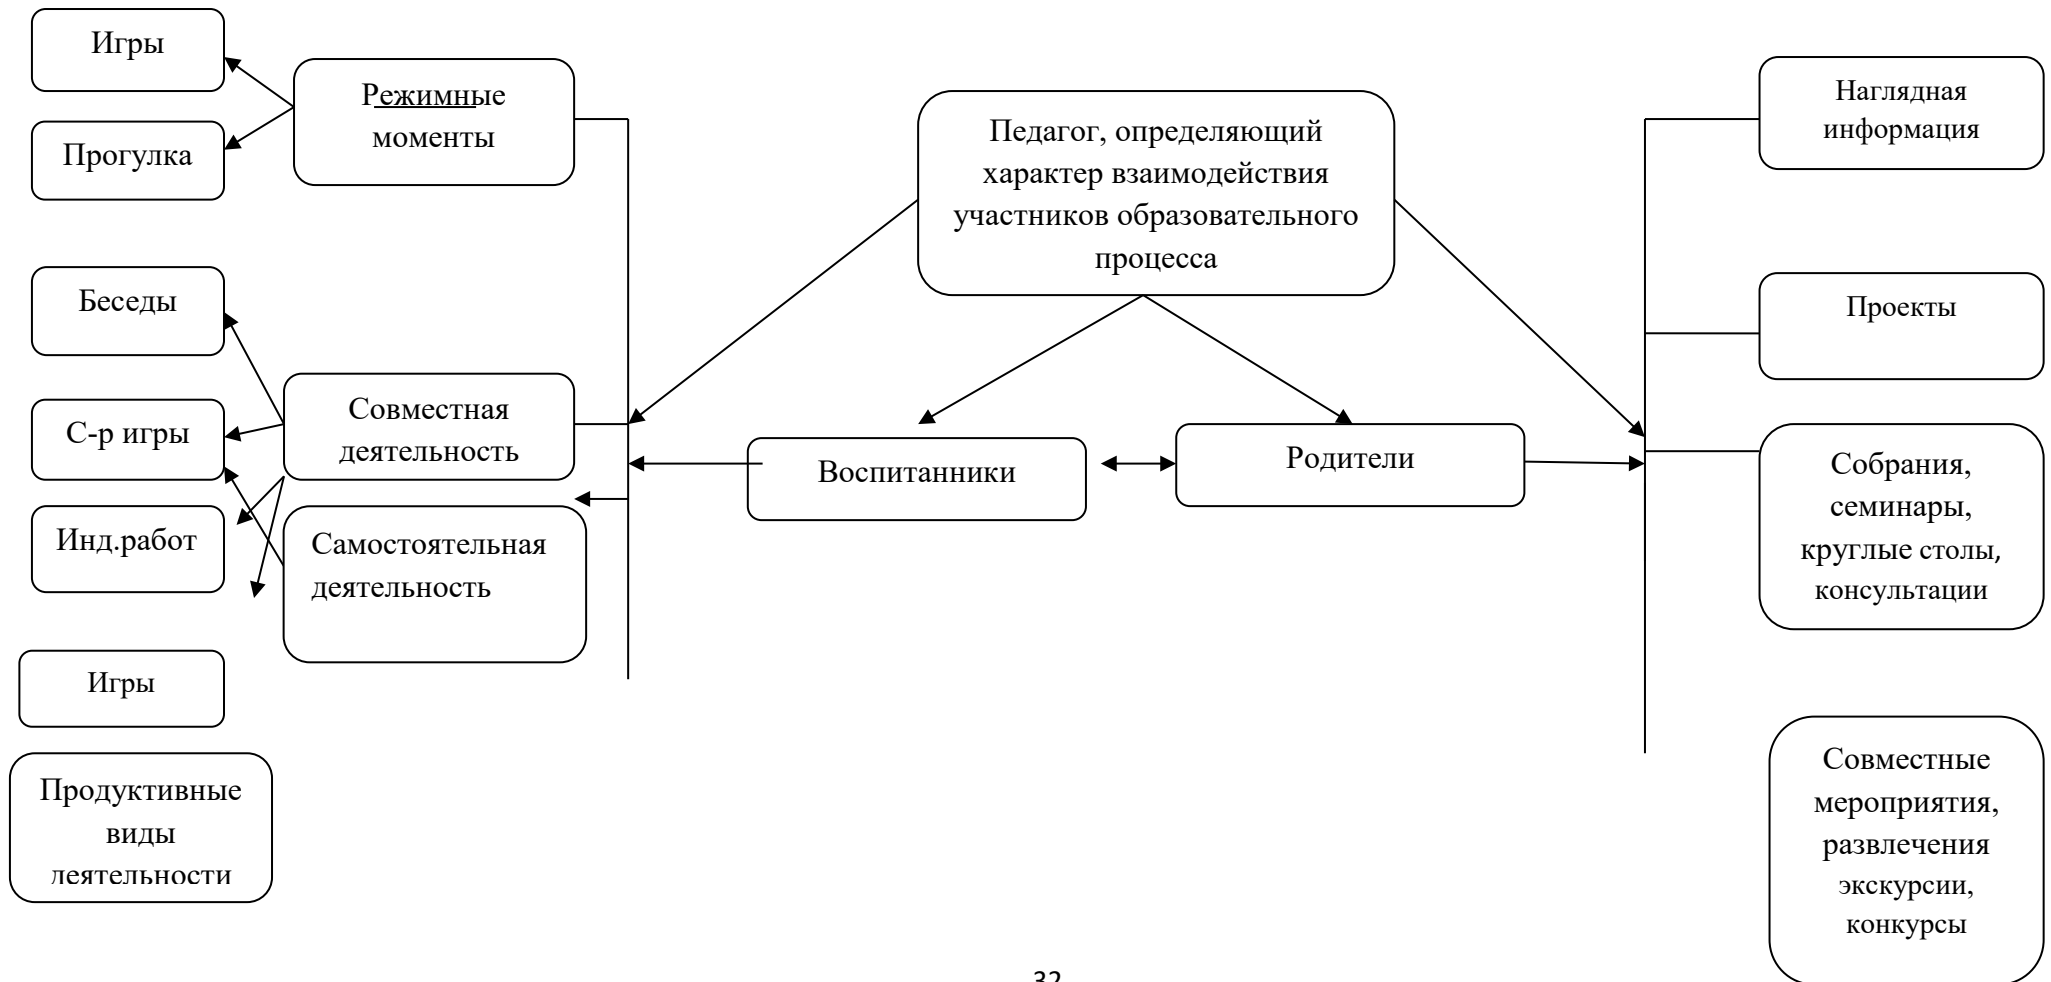 Игры
Прогулка
Режимные
моменты
Беседы
С-р игры
Инд.работ
Совместная
деятельность
Самостоятельная
деятельность
Игры
Продуктивные
виды
деятельности
Педагог, определяющий
характер взаимодействия
участников образовательного
процесса
Воспитанники
Родители
Наглядная
информация
Проекты
Собрания,
семинары,
круглые столы,
консультации
Совместные
мероприятия,
развлечения
экскурсии,
конкурсы
32